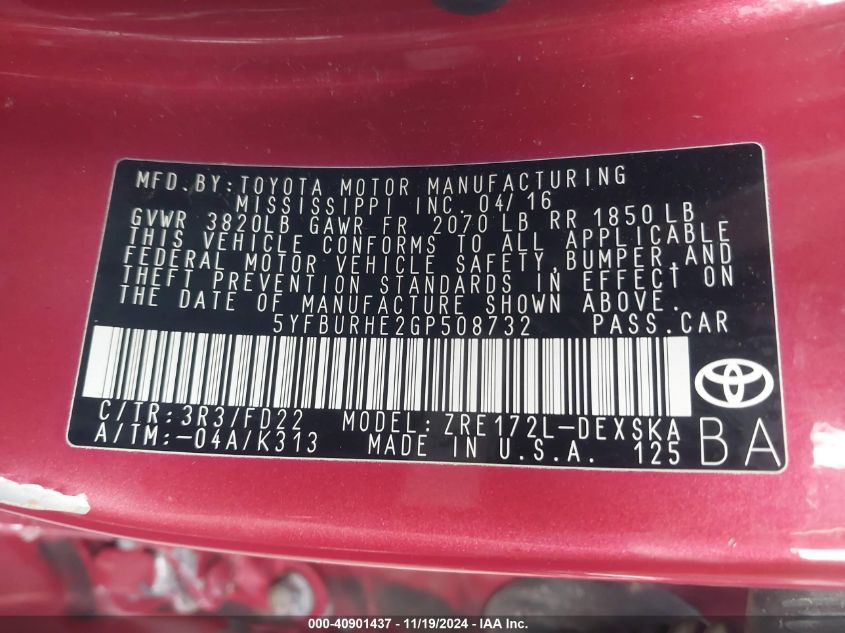 MFD.BY:TOYOTA MOTOR MANUFACTURING
MISSISSIPPI INC. 04/16
GVWR 3820LB GAWR FR 2070 LB RR 1850 LB
THIS VEHICLE CONFORMS TO ALL APPLICABLE
FEDERAL MOTOR VEHICLE SAFETY, BUMPER, AND
THEFT PREVENTION STANDARDS IN EFFECT ON
THE DATE OF MANUFACTURE SHOWN ABOVE.
5YFBURHE2GP508732 PASS.CAR
C/TR:3R3/FD22 MODEL:ZRE172L-DEXSKA
A/TM:-04A/K313 MADE IN U.S.A. 125
BA
000-40901437 - 11/19/2024 - IAA Inc.